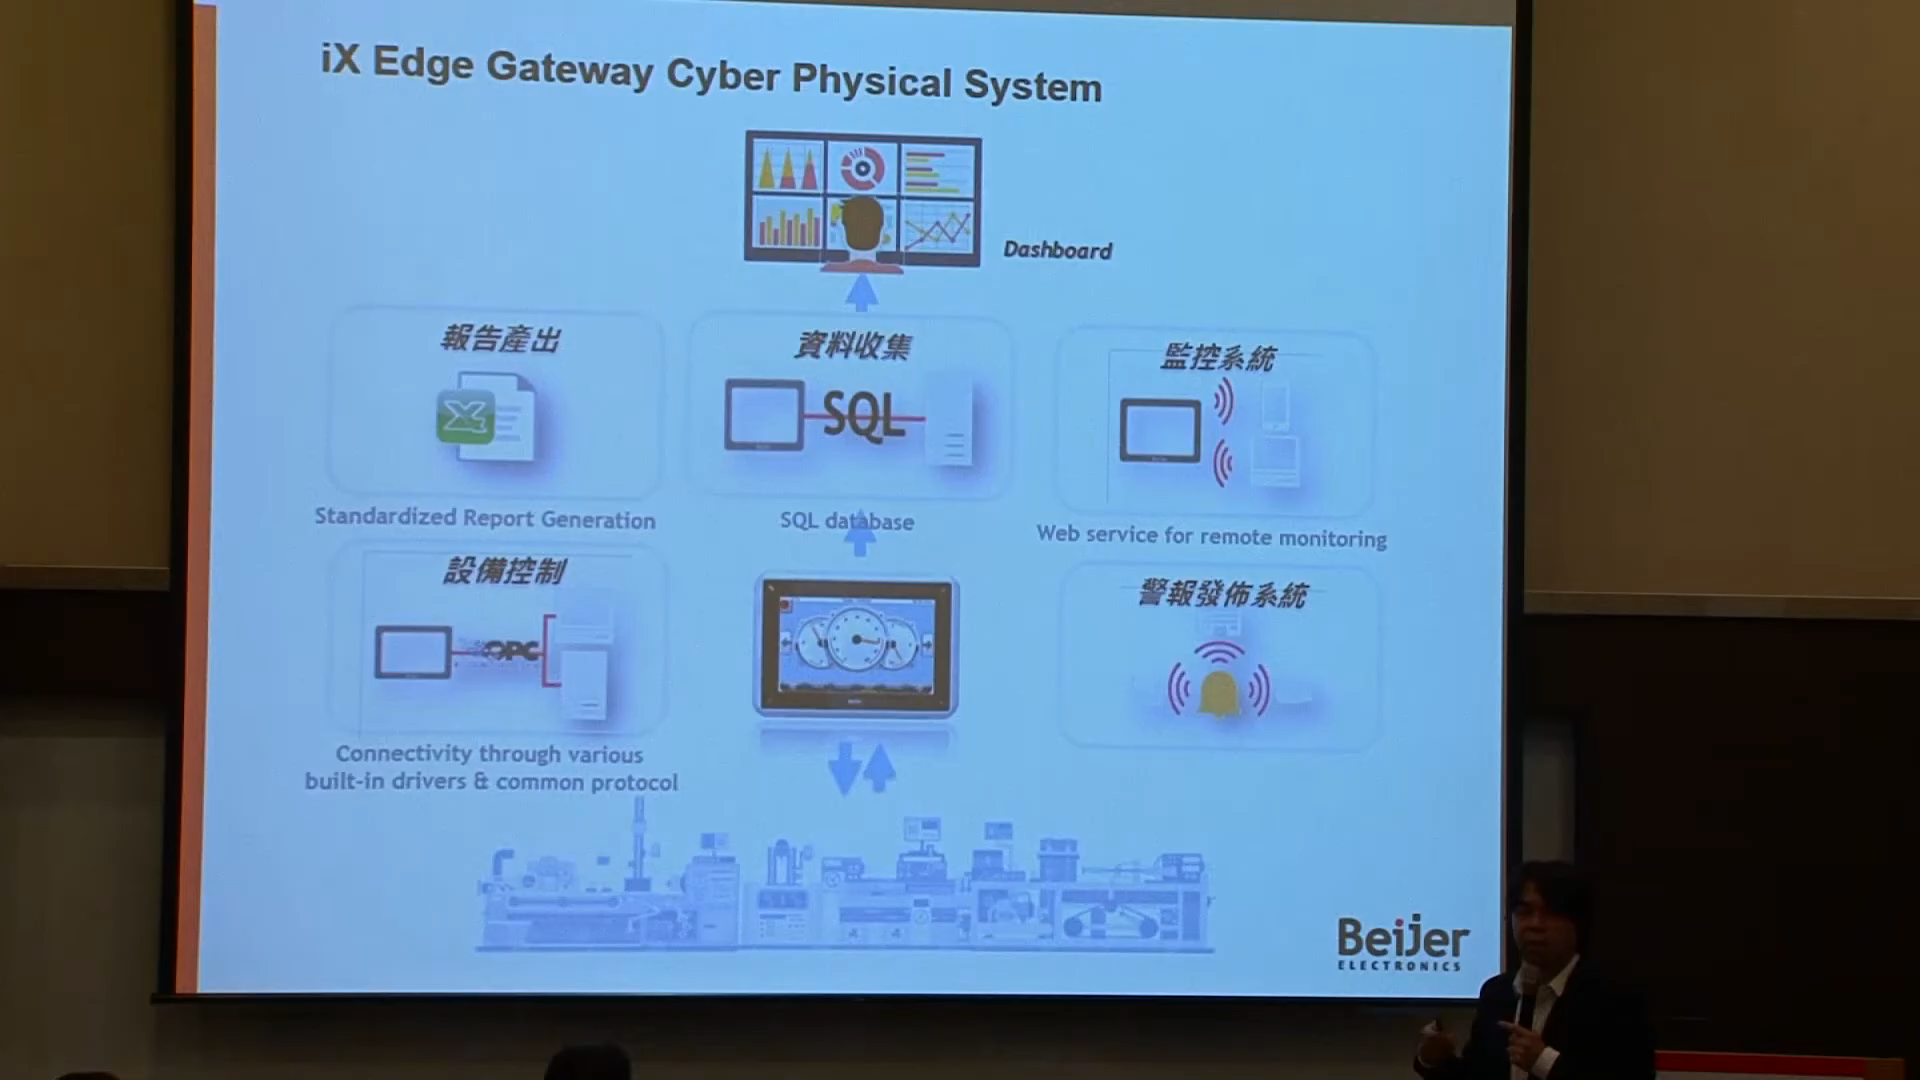 iX Edge Gateway Cyber Physical System
Dashboard
報告產出
資料收集
監控系統
SQL
Standardized Report Generation
SQL database
Web service for remote monitoring
設備控制
警報發佈系統
OPC
Connectivity through various
built-in drivers & common protocol
Beijer
ELECTRONICS